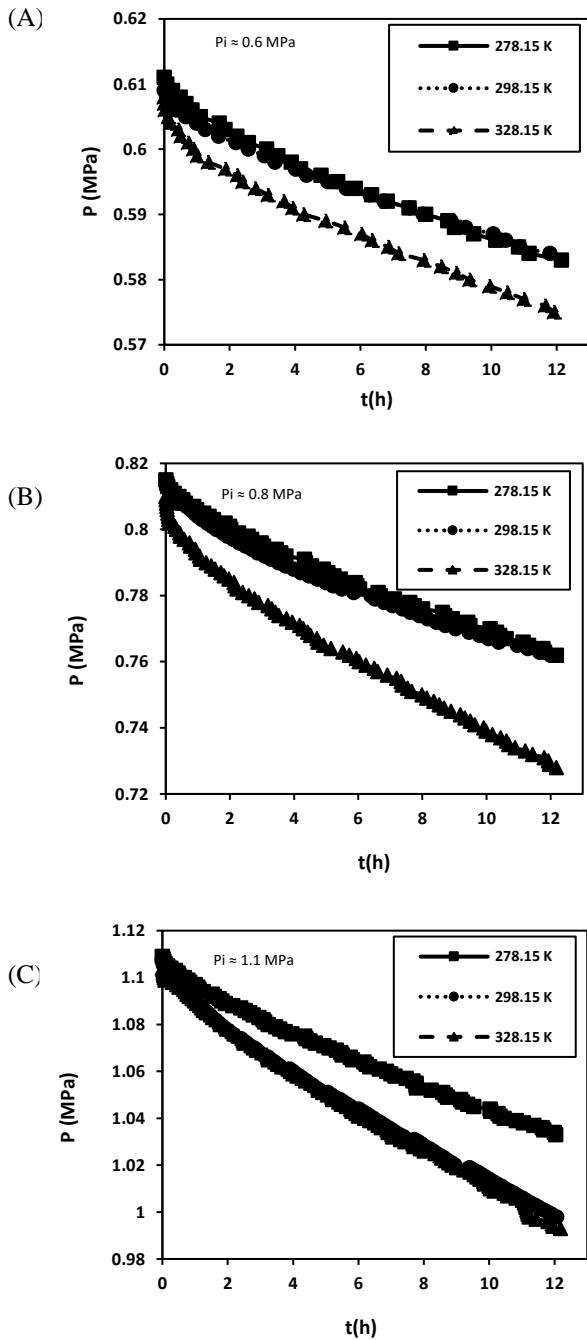 (A)
Pi ≈ 0.6 MPa
278.15 K
298.15 K
328.15 K
0.62
0.61
0.6
0.59
0.58
0.57
P (MPa)
0 2 4 6 8 10 12
t(h)
(B)
Pi ≈ 0.8 MPa
278.15 K
298.15 K
328.15 K
0.82
0.8
0.78
0.76
0.74
0.72
P (MPa)
0 2 4 6 8 10 12
t(h)
(C)
Pi ≈ 1.1 MPa
278.15 K
298.15 K
328.15 K
1.12
1.1
1.08
1.06
1.04
1.02
1
0.98
P (MPa)
0 2 4 6 8 10 12
t(h)